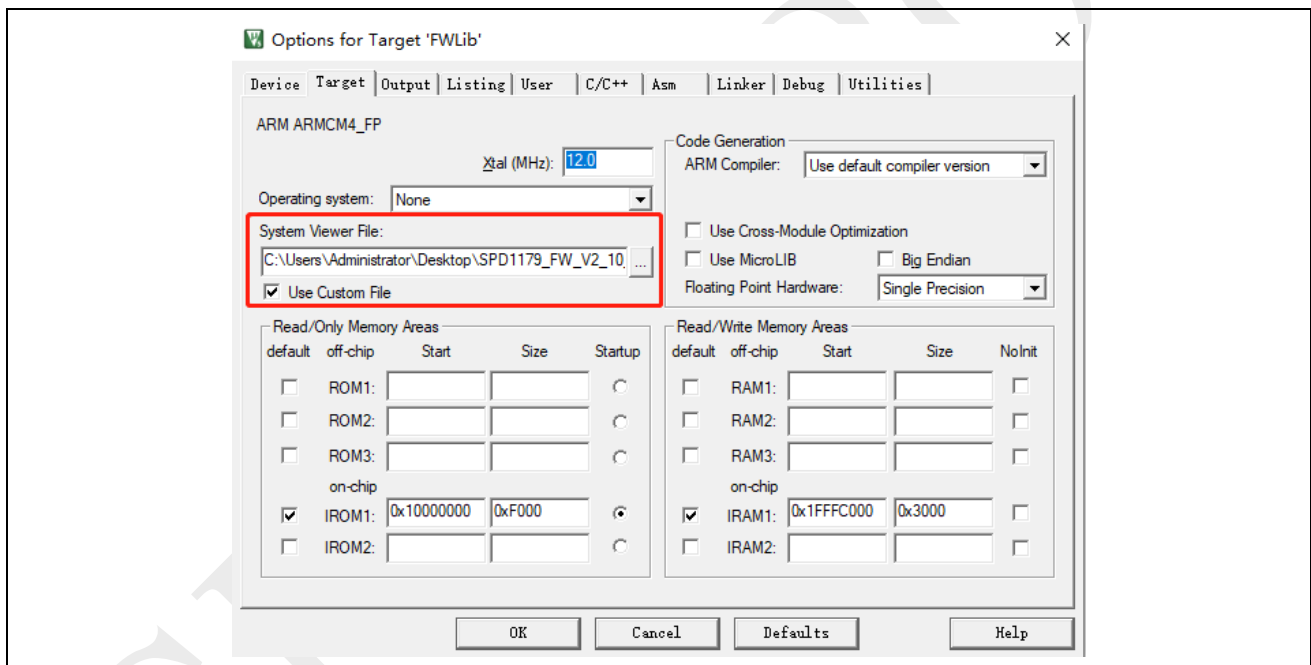 Options for Target 'FWLib'
Device Target Output Listing User C/C++ Asm Linker Debug Utilities
ARM ARMCM4_FP
Xtal (MHz): 12.0
Operating system: None
System Viewer File:
C:\Users\Administrator\Desktop\SPD1179_FW_V2_10 ...
Use Custom File
Code Generation
ARM Compiler: Use default compiler version
Use Cross-Module Optimization
Use MicroLIB Big Endian
Floating Point Hardware: Single Precision
Read/Only Memory Areas
default off-chip Start Size Startup
ROM1:
ROM2:
ROM3:
on-chip
IROM1: 0x10000000 0xF000
IROM2:
Read/Write Memory Areas
default off-chip Start Size NoInit
RAM1:
RAM2:
RAM3:
on-chip
IRAM1: 0x1FFFC000 0x3000
IRAM2:
OK Cancel Defaults Help